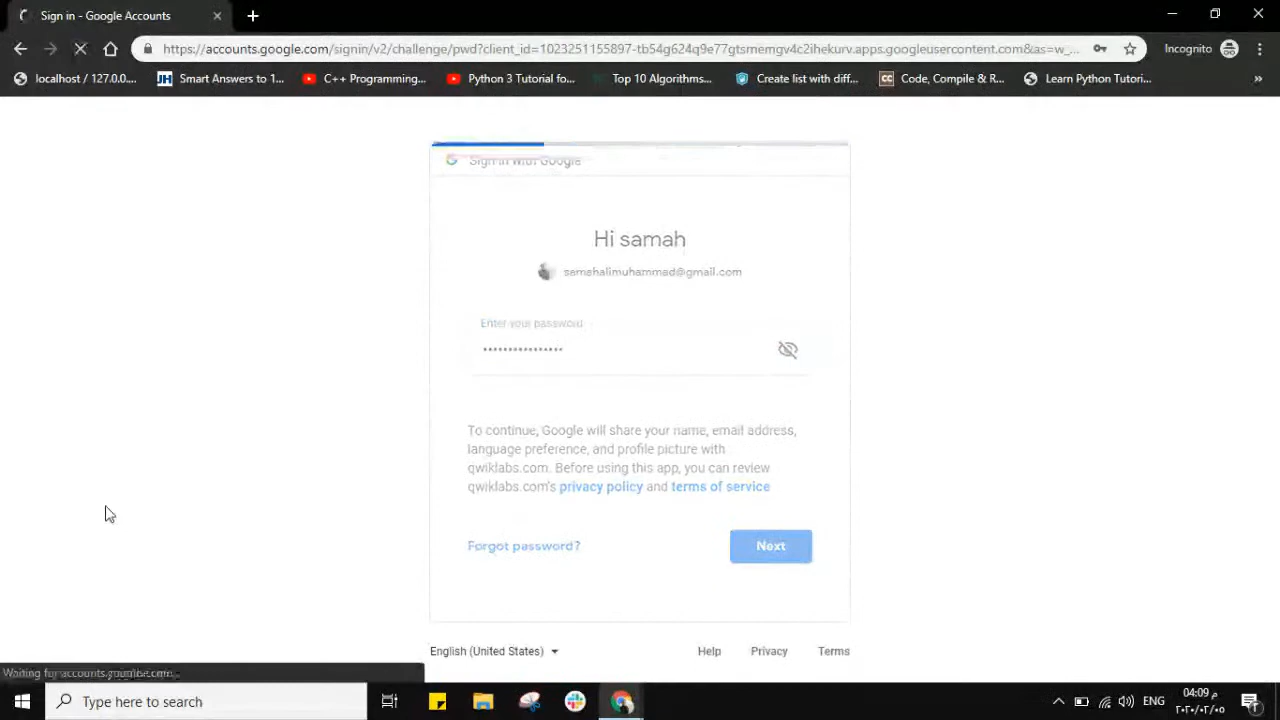 Sign in - Google Accounts
https://accounts.google.com/signin/v2/challenge/pwd?client_id=1023251155897-tb54g624q9e77gtsmemgv4c2ihekurv.apps.googleusercontent.com&as=w_...
Incognito
localhost / 127.0.0... Smart Answers to 1... C++ Programming... Python 3 Tutorial fo... Top 10 Algorithms... Create list with diff... Code, Compile & R... Learn Python Tutori... »
Sign in with Google
Hi samah
samahalimuhammad@gmail.com
Enter your password
To continue, Google will share your name, email address,
language preference, and profile picture with
qwiklabs.com. Before using this app, you can review
qwiklabs.com's privacy policy and terms of service
Forgot password? Next
English (United States) Help Privacy Terms
Waiting for accounts.youtube.com...
Type here to search
ENG
04:09 م